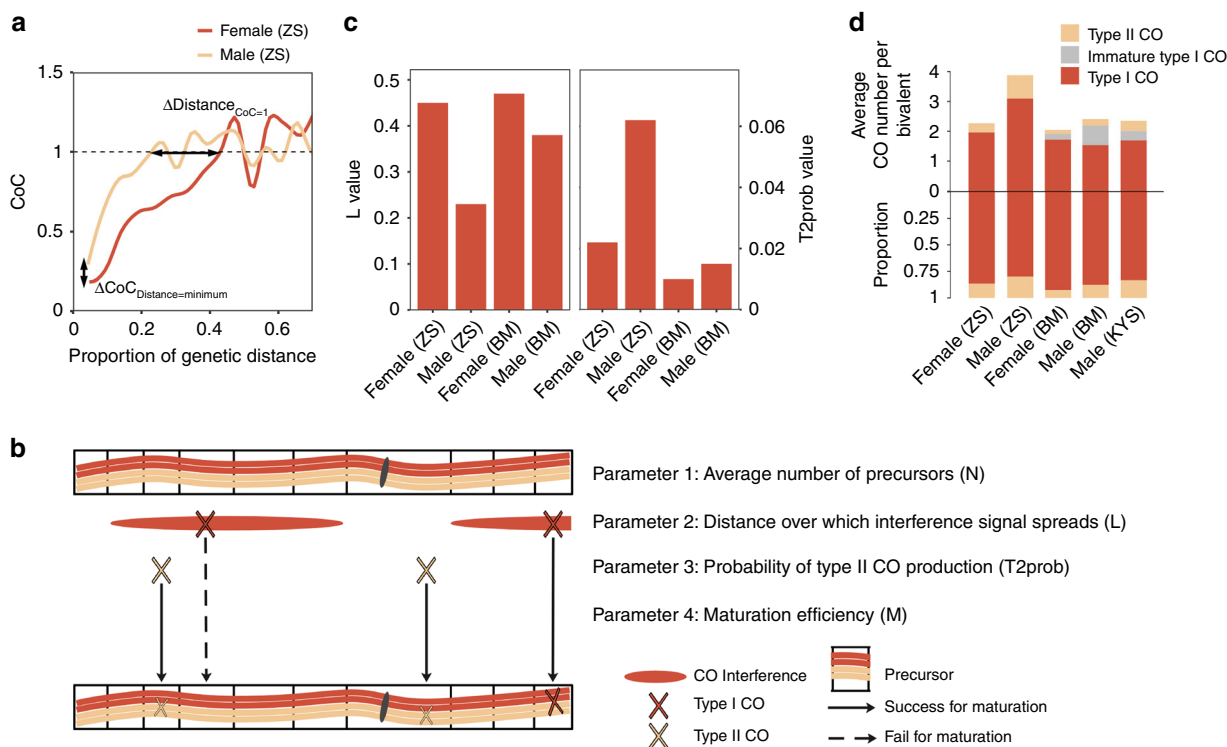 a
Female (ZS)
Male (ZS)
1.5
1
0.5
0
CoC
ΔDistance CoC=1
ΔCoC Distance=minimum
0
0.2
0.4
0.6
Proportion of genetic distance
c
L value
0.5
0.4
0.3
0.2
0.1
0
Female (ZS)
Male (ZS)
Female (BM)
Male (BM)
T2prob value
0.06
0.04
0.02
0
Female (ZS)
Male (ZS)
Female (BM)
Male (BM)
d
Type II CO
Immature type I CO
Type I CO
Average
CO number per
bivalent
4
3
2
1
0
Proportion
0.25
0.5
0.75
1
Female (ZS)
Male (ZS)
Female (BM)
Male (BM)
Male (KYS)
b
Parameter 1: Average number of precursors (N)
Parameter 2: Distance over which interference signal spreads (L)
Parameter 3: Probability of type II CO production (T2prob)
Parameter 4: Maturation efficiency (M)
CO Interference
Type I CO
Type II CO
Precursor
Success for maturation
Fail for maturation